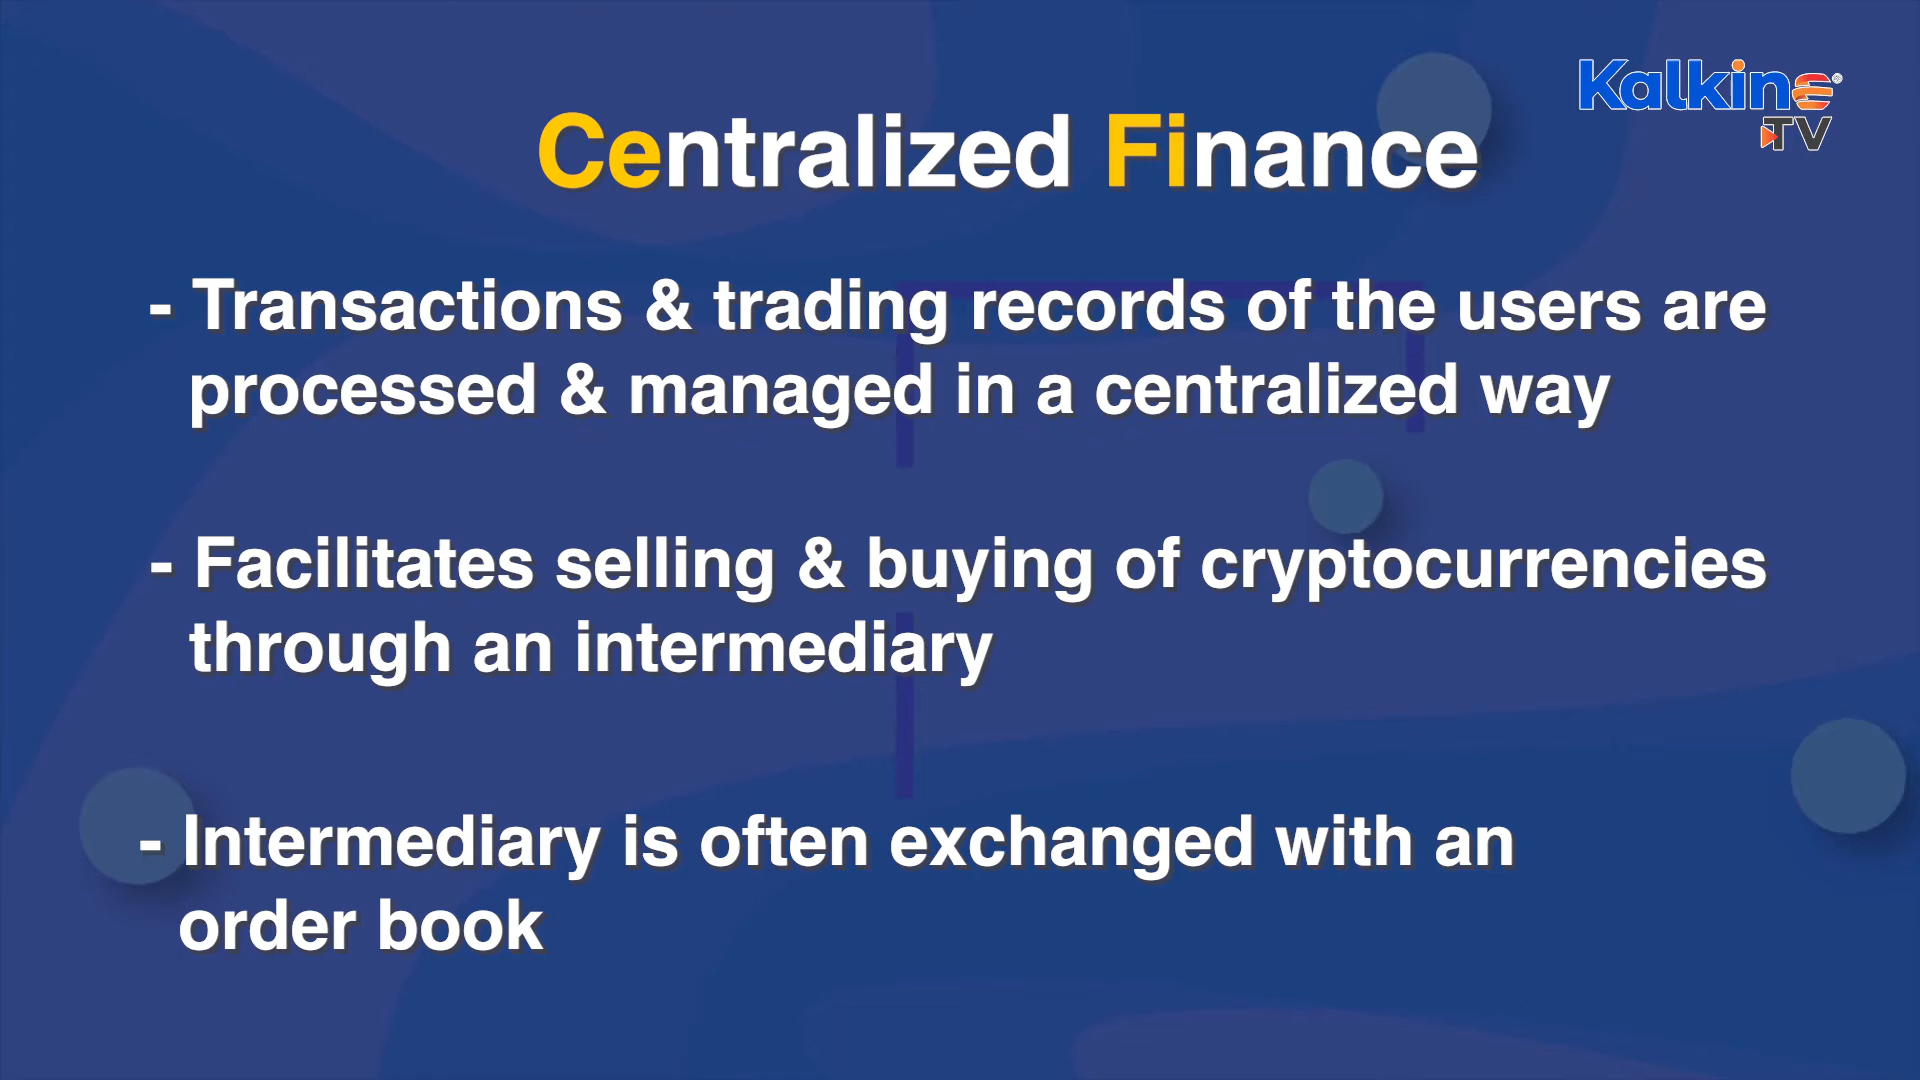 Kalkine
TV
Centralized Finance
- Transactions & trading records of the users are
processed & managed in a centralized way
- Facilitates selling & buying of cryptocurrencies
through an intermediary
- Intermediary is often exchanged with an
order book